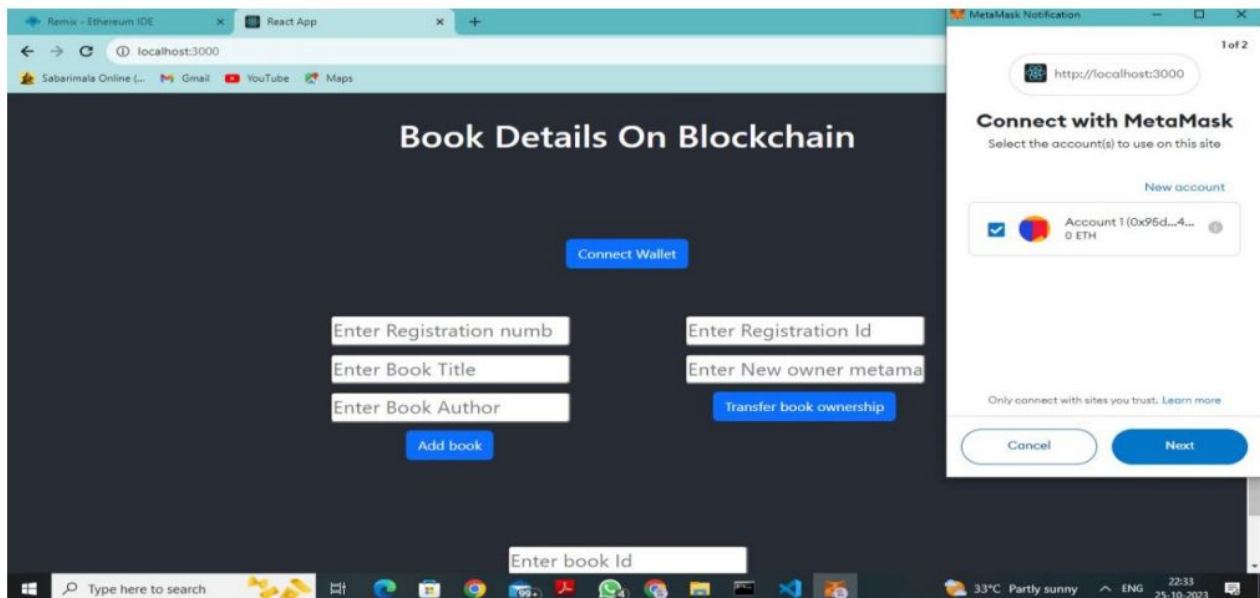 Remix - Ethereum IDE
React App
MetaMask Notification
localhost:3000
1 of 2
Sabarimala Online (...
Gmail
YouTube
Maps
http://localhost:3000
Book Details On Blockchain
Connect with MetaMask
Select the account(s) to use on this site
New account
Account 1 (0x95d...4...
0 ETH
Connect Wallet
Enter Registration numb
Enter Registration Id
Enter Book Title
Enter New owner metama
Enter Book Author
Transfer book ownership
Only connect with sites you trust. Learn more
Add book
Cancel
Next
Enter book Id
Type here to search
99+
4
33°C Partly sunny
ENG
22:33
25-10-2023